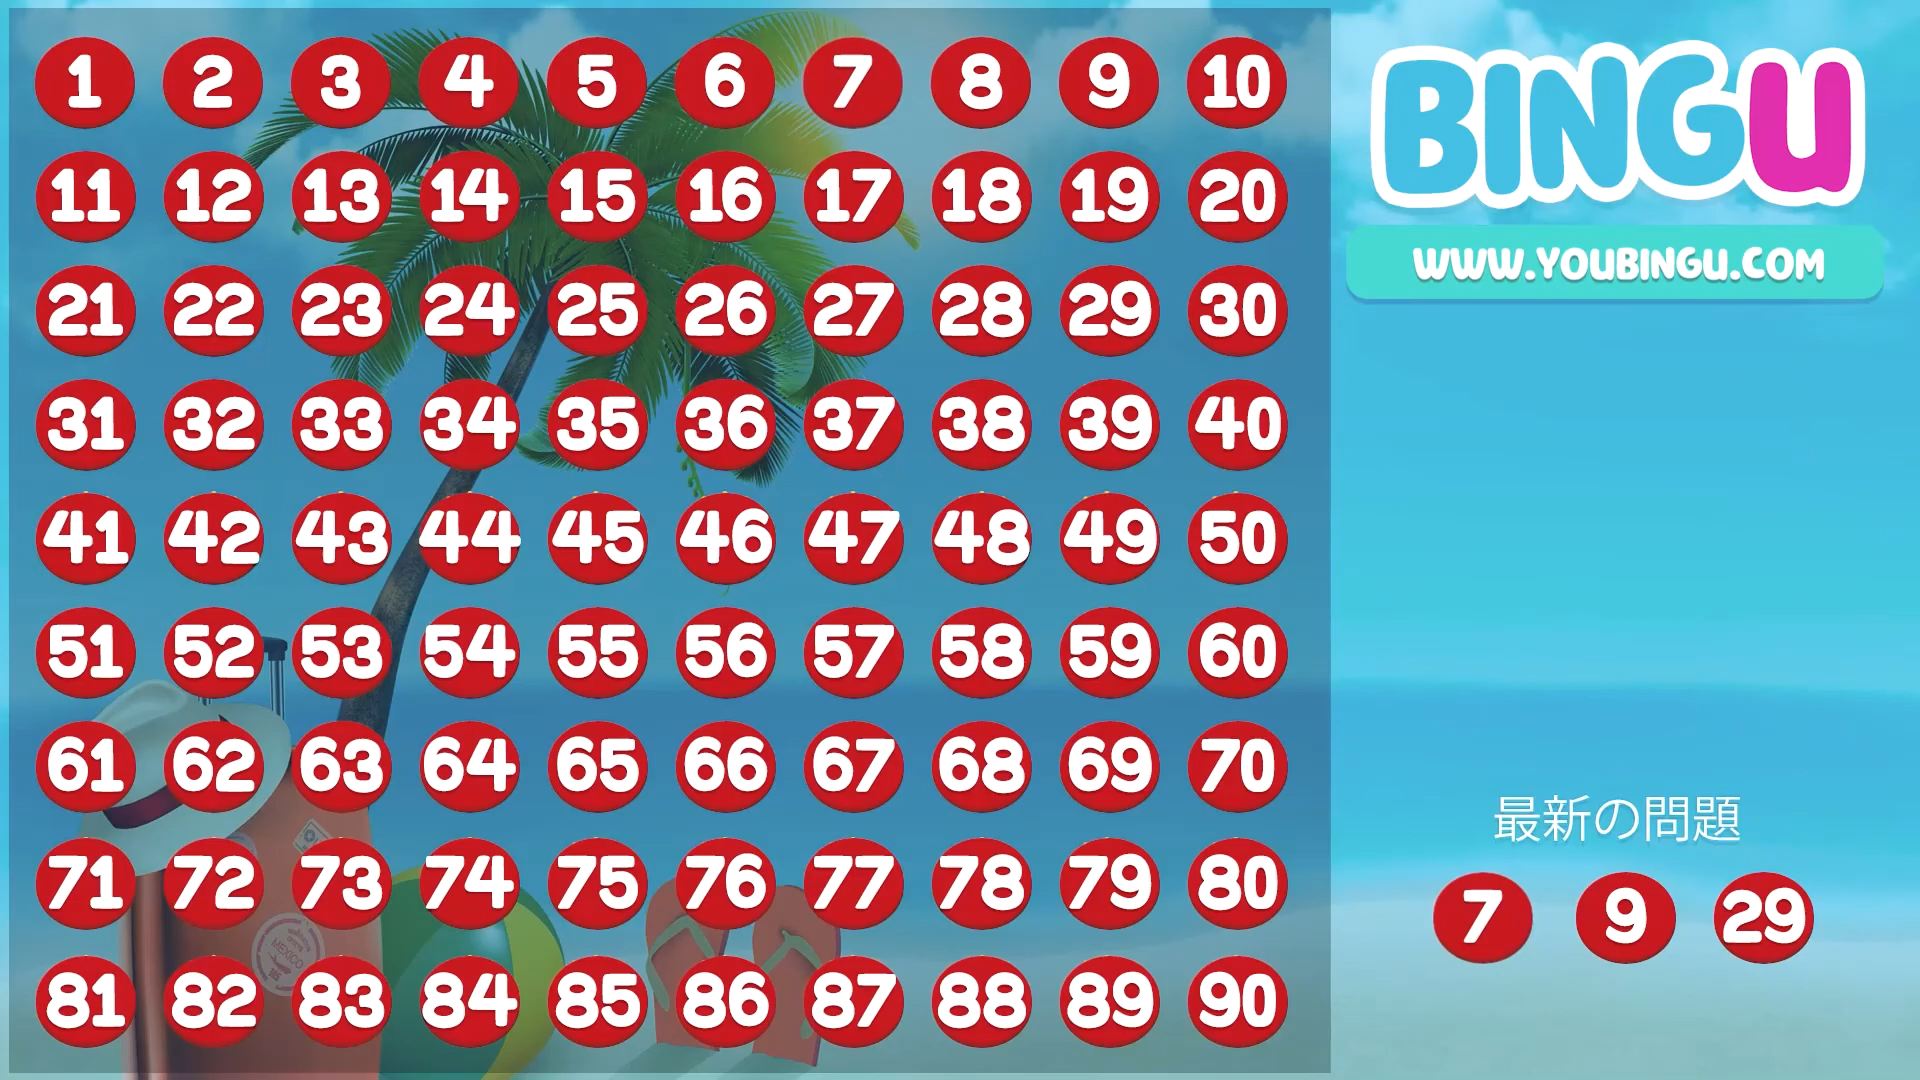 1 2 3 4 5 6 7 8 9 10
11 12 13 14 15 16 17 18 19 20
21 22 23 24 25 26 27 28 29 30
31 32 33 34 35 36 37 38 39 40
41 42 43 44 45 46 47 48 49 50
51 52 53 54 55 56 57 58 59 60
61 62 63 64 65 66 67 68 69 70
71 72 73 74 75 76 77 78 79 80
81 82 83 84 85 86 87 88 89 90
BINGU
WWW.YOUBINGU.COM
最新の問題
7 9 29
MEXICO